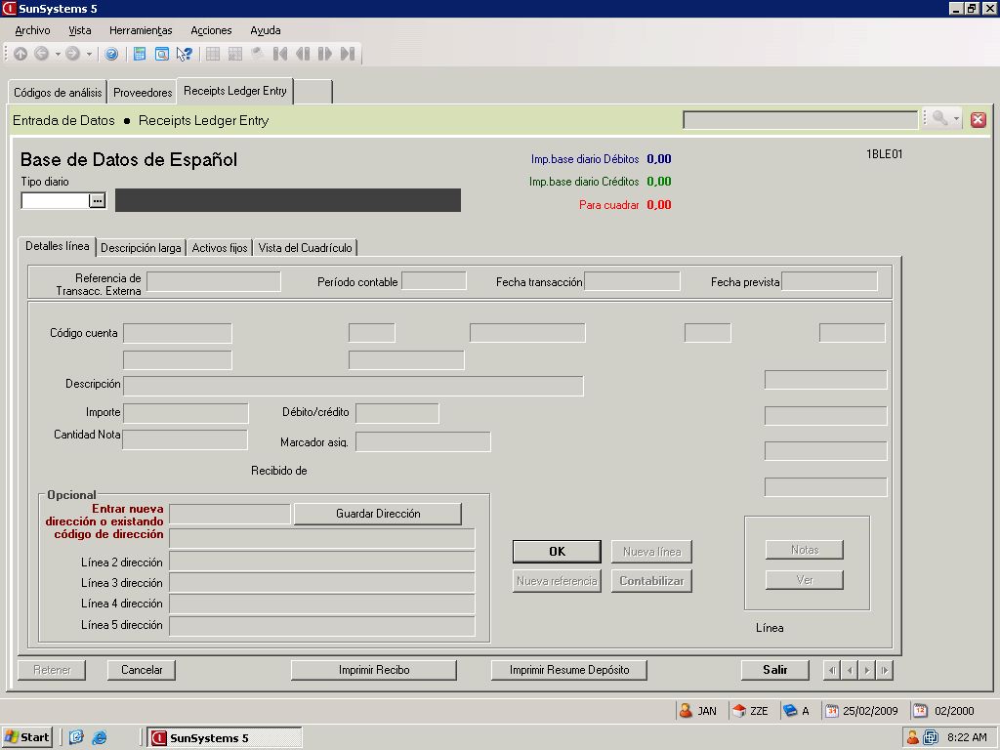 SunSystems 5
Archivo Vista Herramientas Acciones Ayuda
Códigos de análisis Proveedores Receipts Ledger Entry
Entrada de Datos ● Receipts Ledger Entry
Base de Datos de Español
Imp.base diario Débitos 0,00
1BLE01
Tipo diario
Imp.base diario Créditos 0,00
...
Para cuadrar 0,00
Detalles línea Descripción larga Activos fijos Vista del Cuadrículo
Referencia de
Transacc. Externa
Período contable
Fecha transacción
Fecha prevista
Código cuenta
Descripción
Importe
Débito/crédito
Cantidad Nota
Marcador asig.
Recibido de
Opcional
Entrar nueva
dirección o existando
código de dirección
Guardar Dirección
Línea 2 dirección
Línea 3 dirección
Línea 4 dirección
Línea 5 dirección
OK
Nueva línea
Nueva referencia
Contabilizar
Notas
Ver
Línea
Retener Cancelar Imprimir Recibo Imprimir Resume Depósito Salir
JAN ZZE A 25/02/2009 02/2000
Start SunSystems 5 8:22 AM